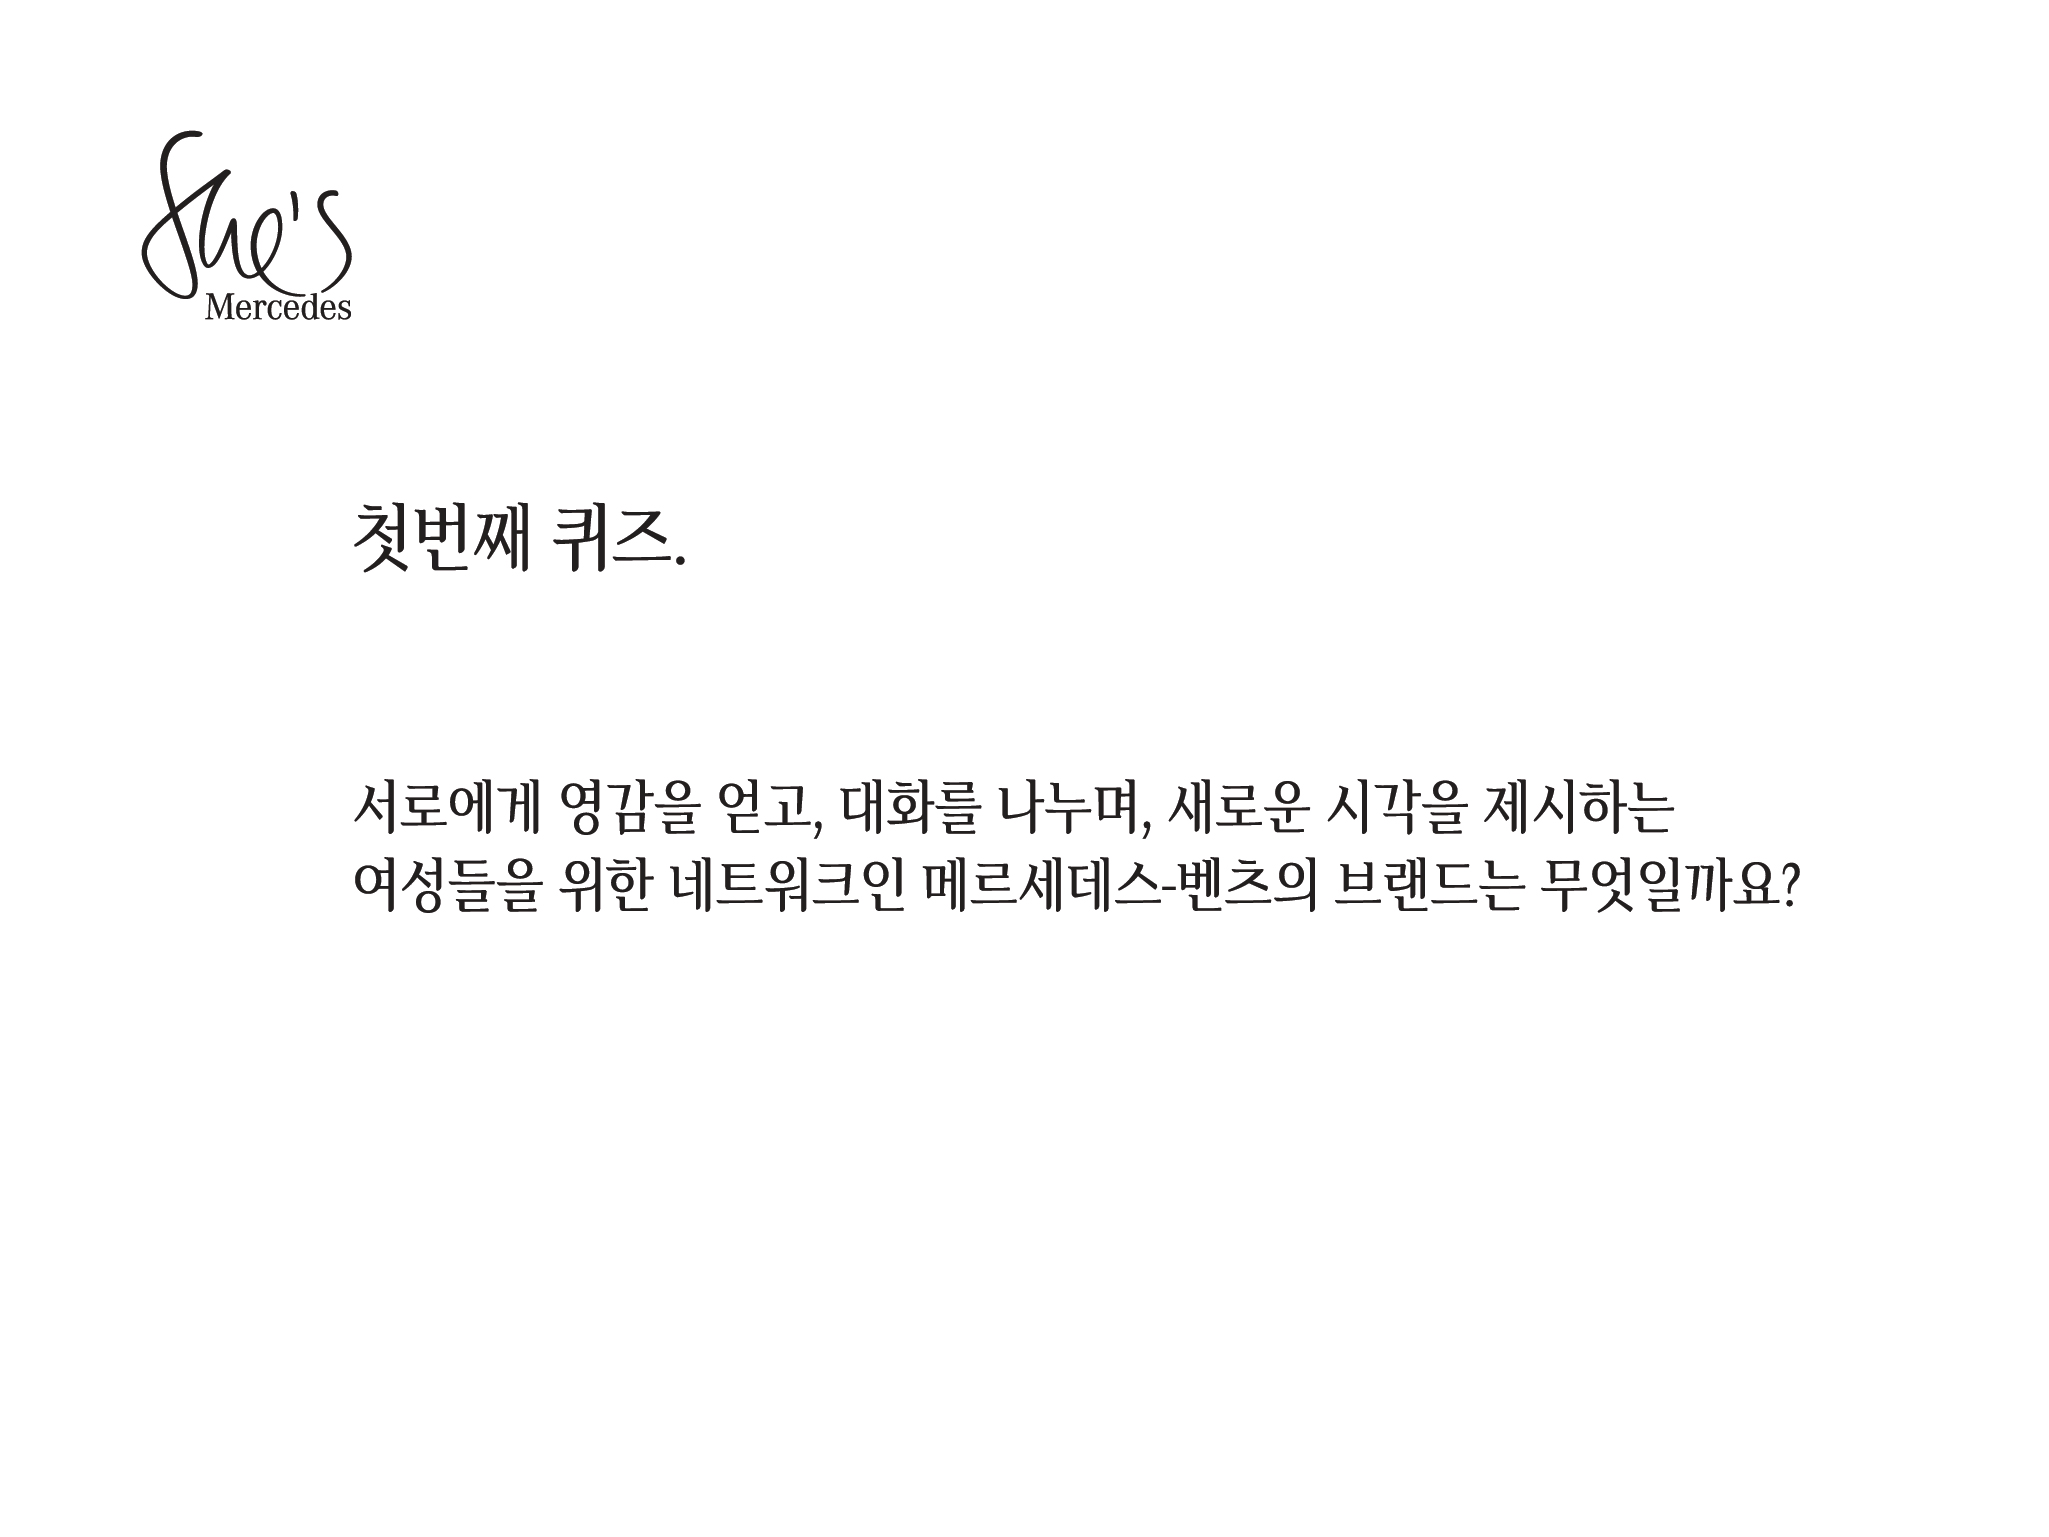 She's
Mercedes
첫번째 퀴즈.
서로에게 영감을 얻고, 대화를 나누며, 새로운 시각을 제시하는
여성들을 위한 네트워크인 메르세데스-벤츠의 브랜드는 무엇일까요?